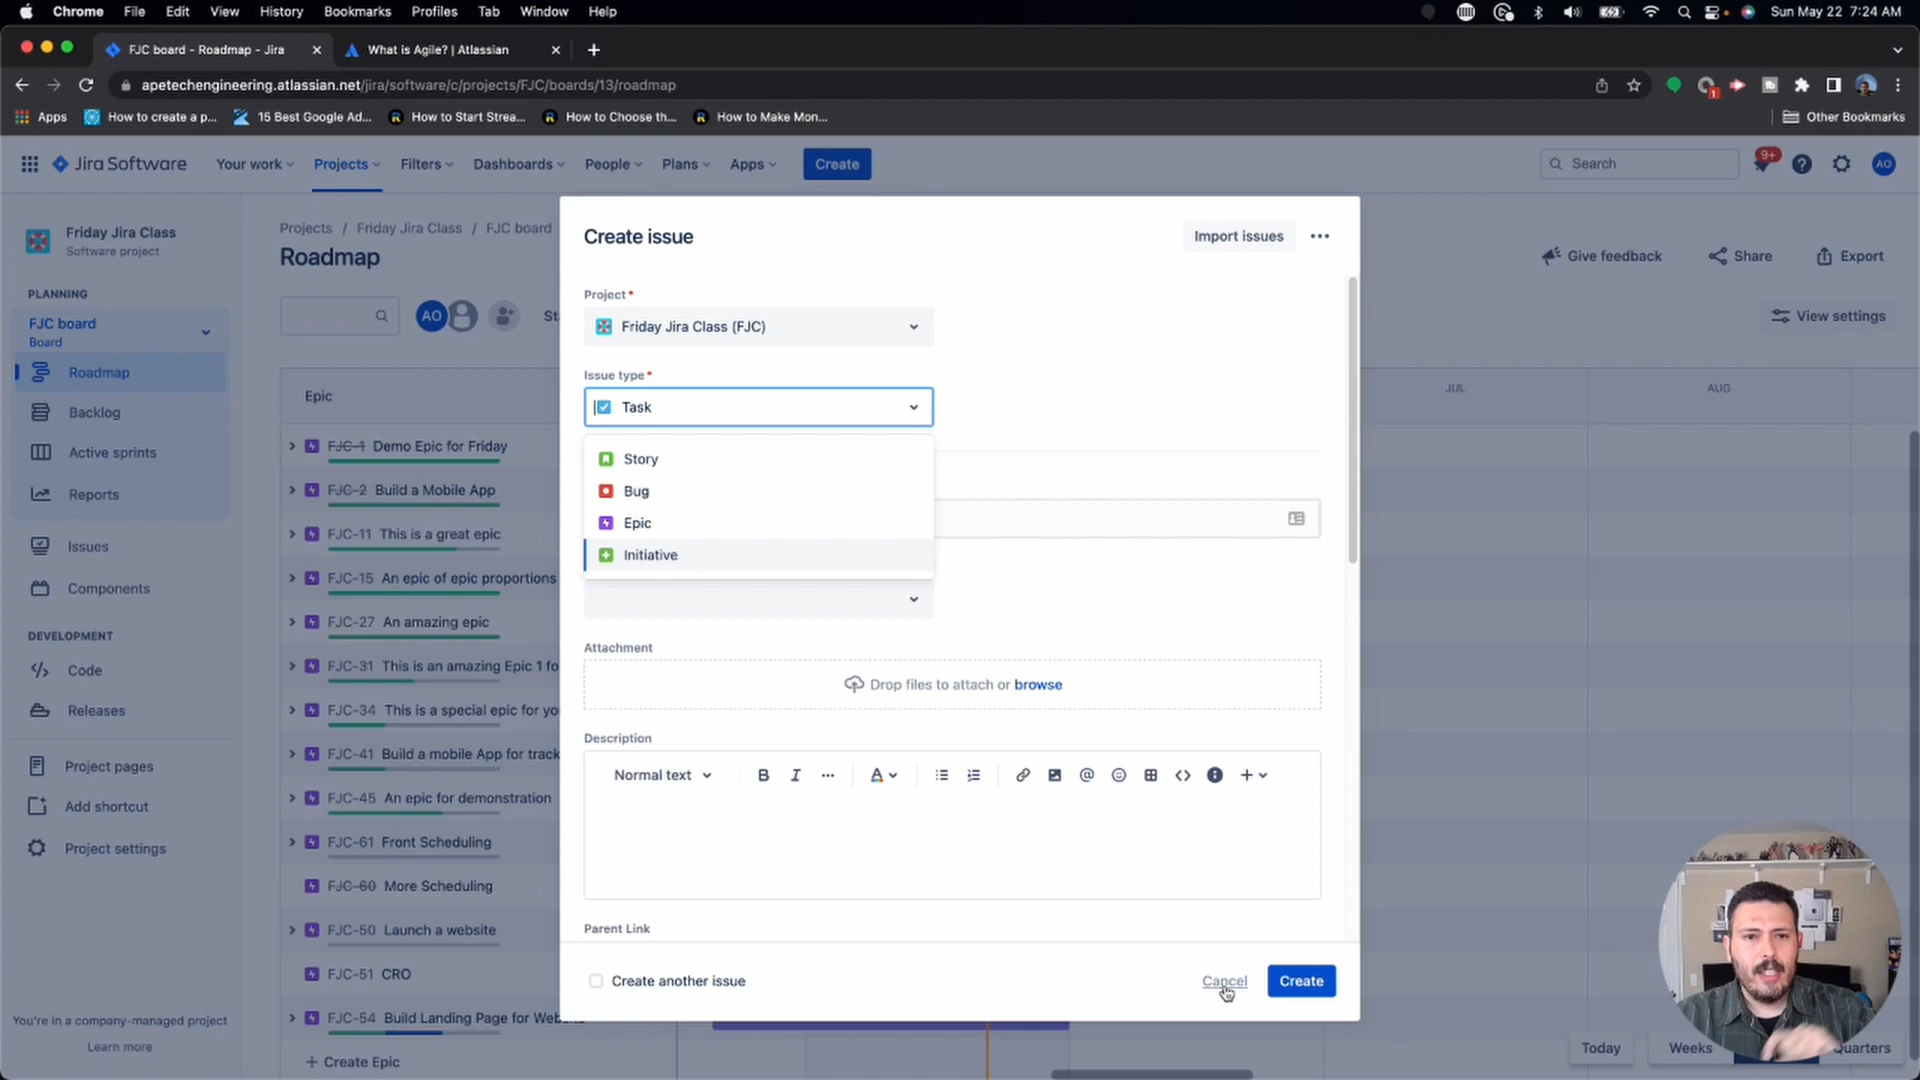 Chrome File Edit View History Bookmarks Profiles Tab Window Help
Sun May 22 7:24 AM
FJC board - Roadmap - Jira
What is Agile? | Atlassian
apetechengineering.atlassian.net/jira/software/c/projects/FJC/boards/13/roadmap
1
Apps How to create a p... 15 Best Google Ad... How to Start Strea... How to Choose th... How to Make Mon... Other Bookmarks
Jira Software Your work Projects Filters Dashboards People Plans Apps Create Search 9+ AO
Friday Jira Class
Software project
PLANNING
FJC board
Board
Roadmap
Backlog
Active sprints
Reports
Issues
Components
DEVELOPMENT
Code
Releases
Project pages
Add shortcut
Project settings
You're in a company-managed project
Learn more
Projects / Friday Jira Class / FJC board
Roadmap
Give feedback Share Export
AO
View settings
Epic
JUL AUG
FJC-1 Demo Epic for Friday
FJC-2 Build a Mobile App
FJC-11 This is a great epic
FJC-15 An epic of epic proportions
FJC-27 An amazing epic
FJC-31 This is an amazing Epic 1 fo
FJC-34 This is a special epic for yo
FJC-41 Build a mobile App for track
FJC-45 An epic for demonstration
FJC-61 Front Scheduling
FJC-60 More Scheduling
FJC-50 Launch a website
FJC-51 CRO
FJC-54 Build Landing Page for
+ Create Epic
Create issue
Import issues
Project*
Friday Jira Class (FJC)
Issue type*
Task
Story
Bug
Epic
Initiative
Attachment
Drop files to attach or browse
Description
Normal text B I A
Parent Link
Create another issue
Cancel Create
Today Weeks Quarters